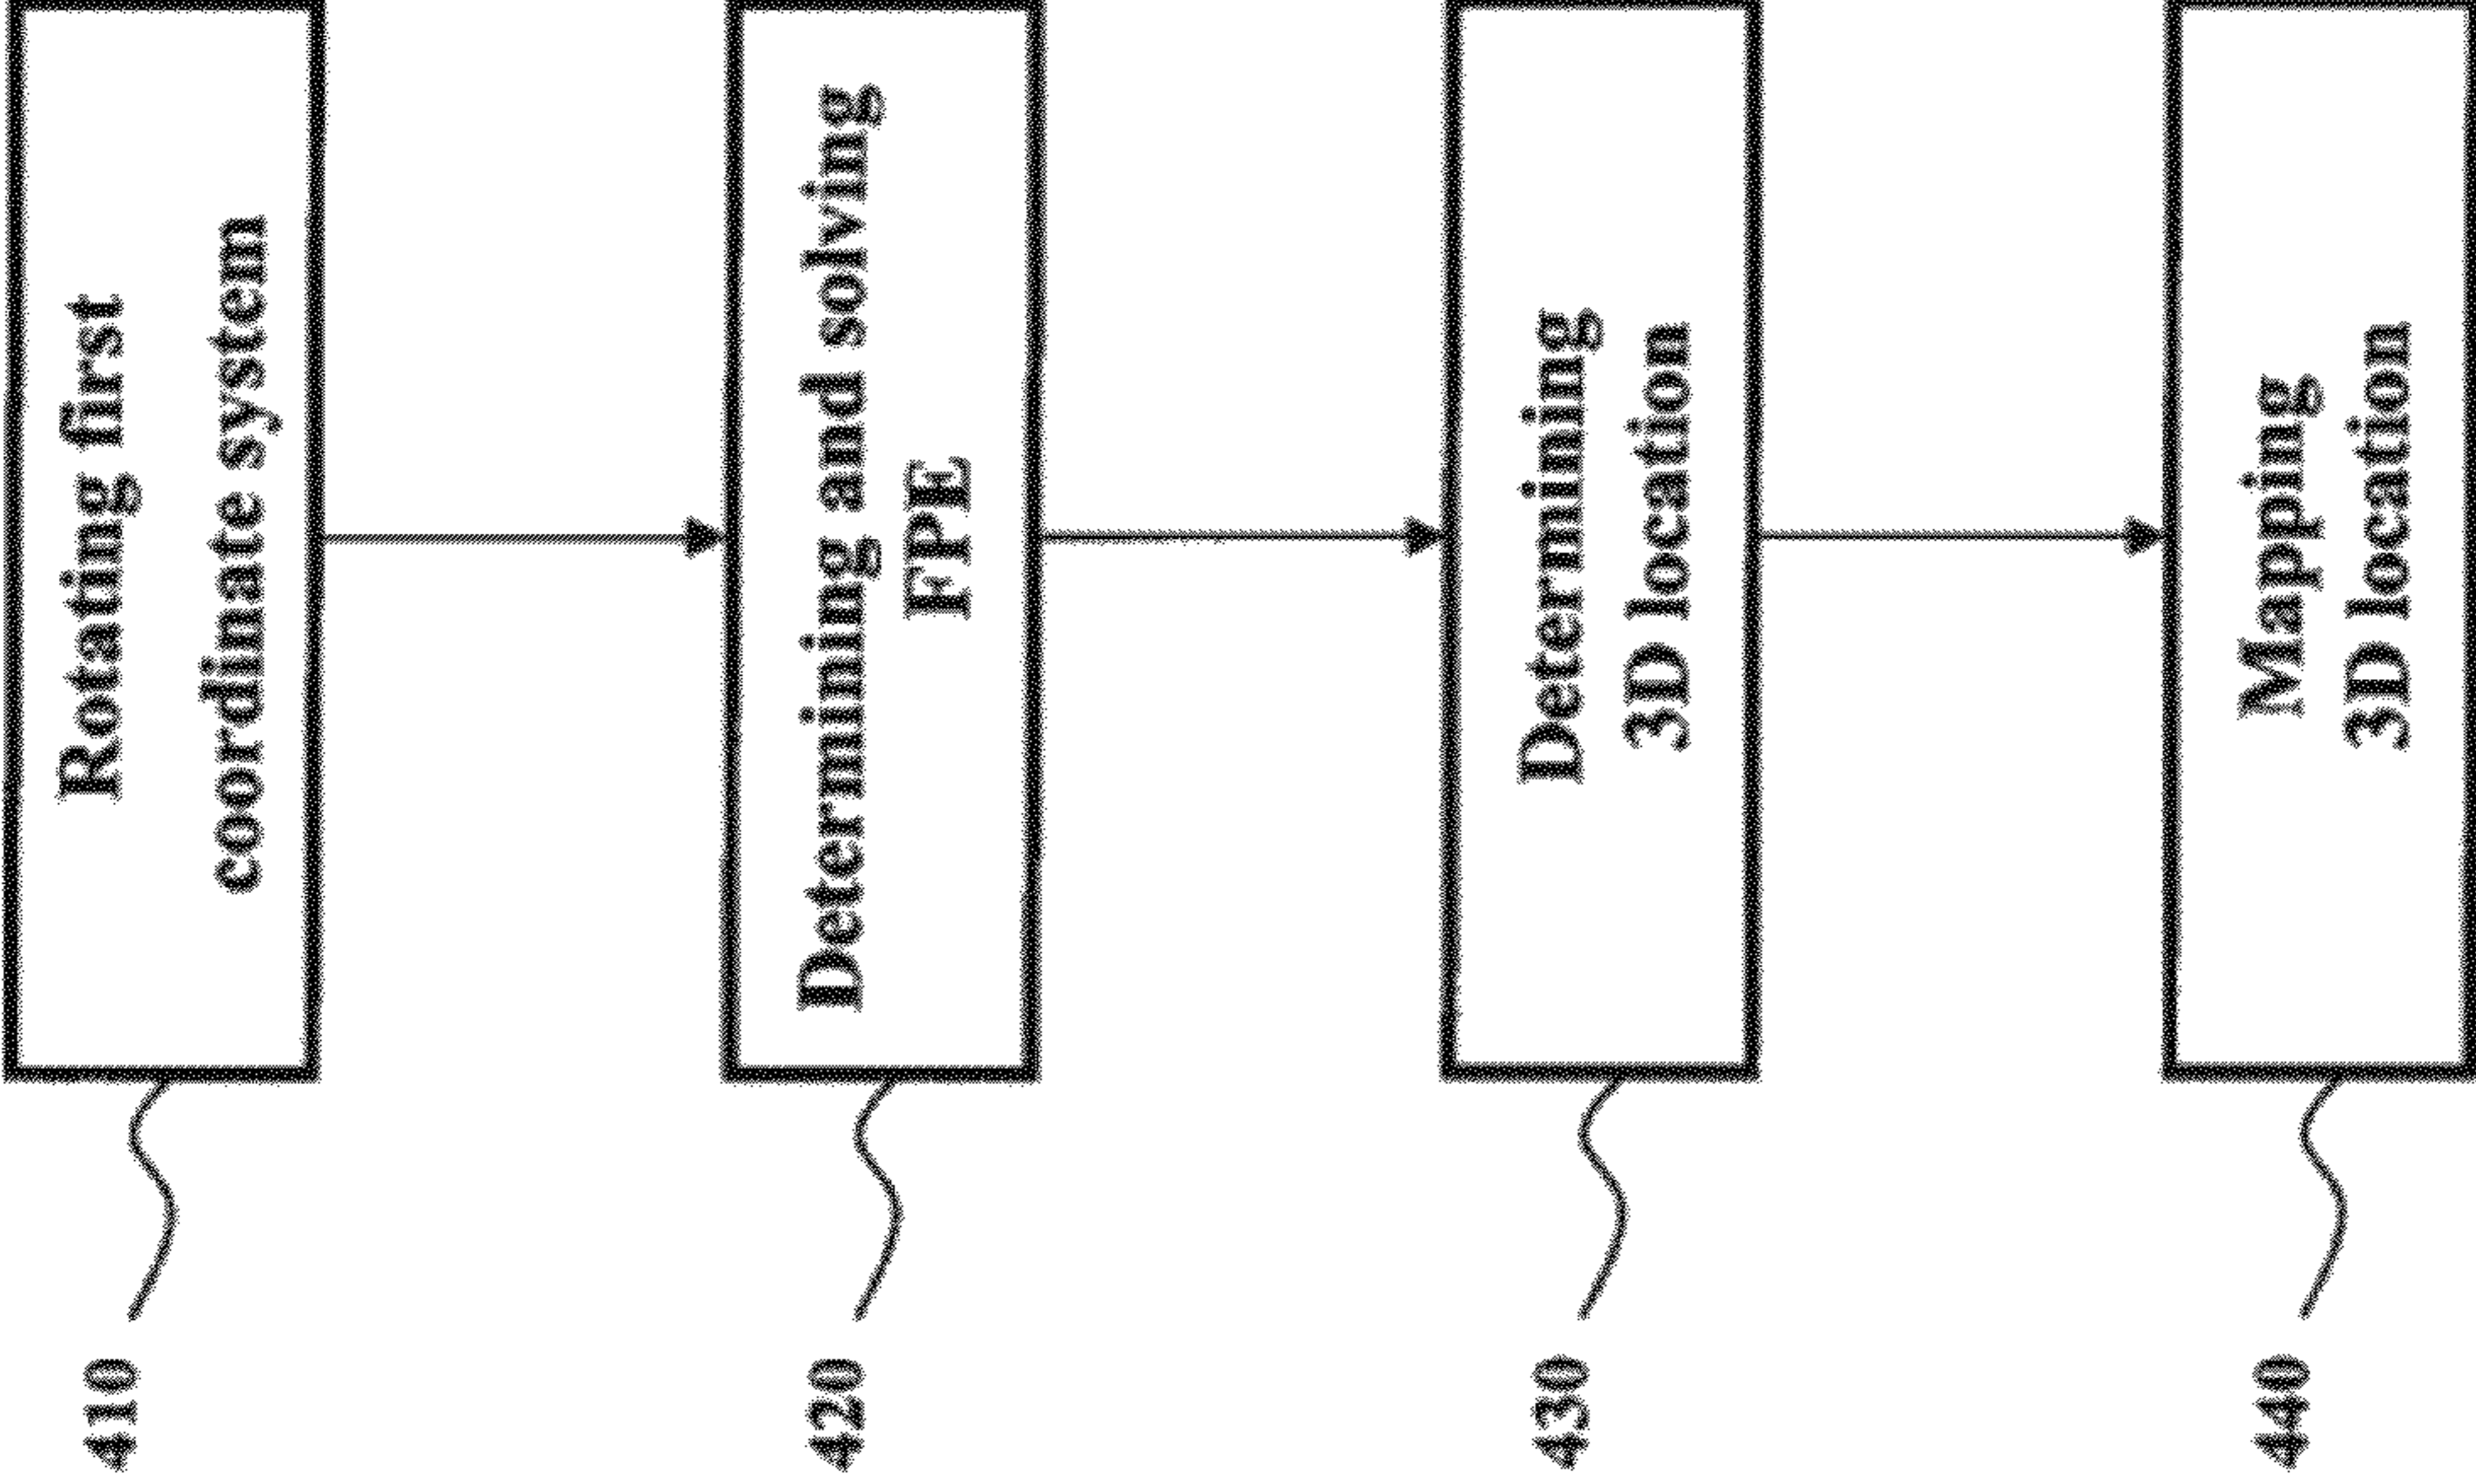 410
Rotating first
coordinate system
420
Determining and solving
FPE
430
Determining
3D location
440
Mapping
3D location